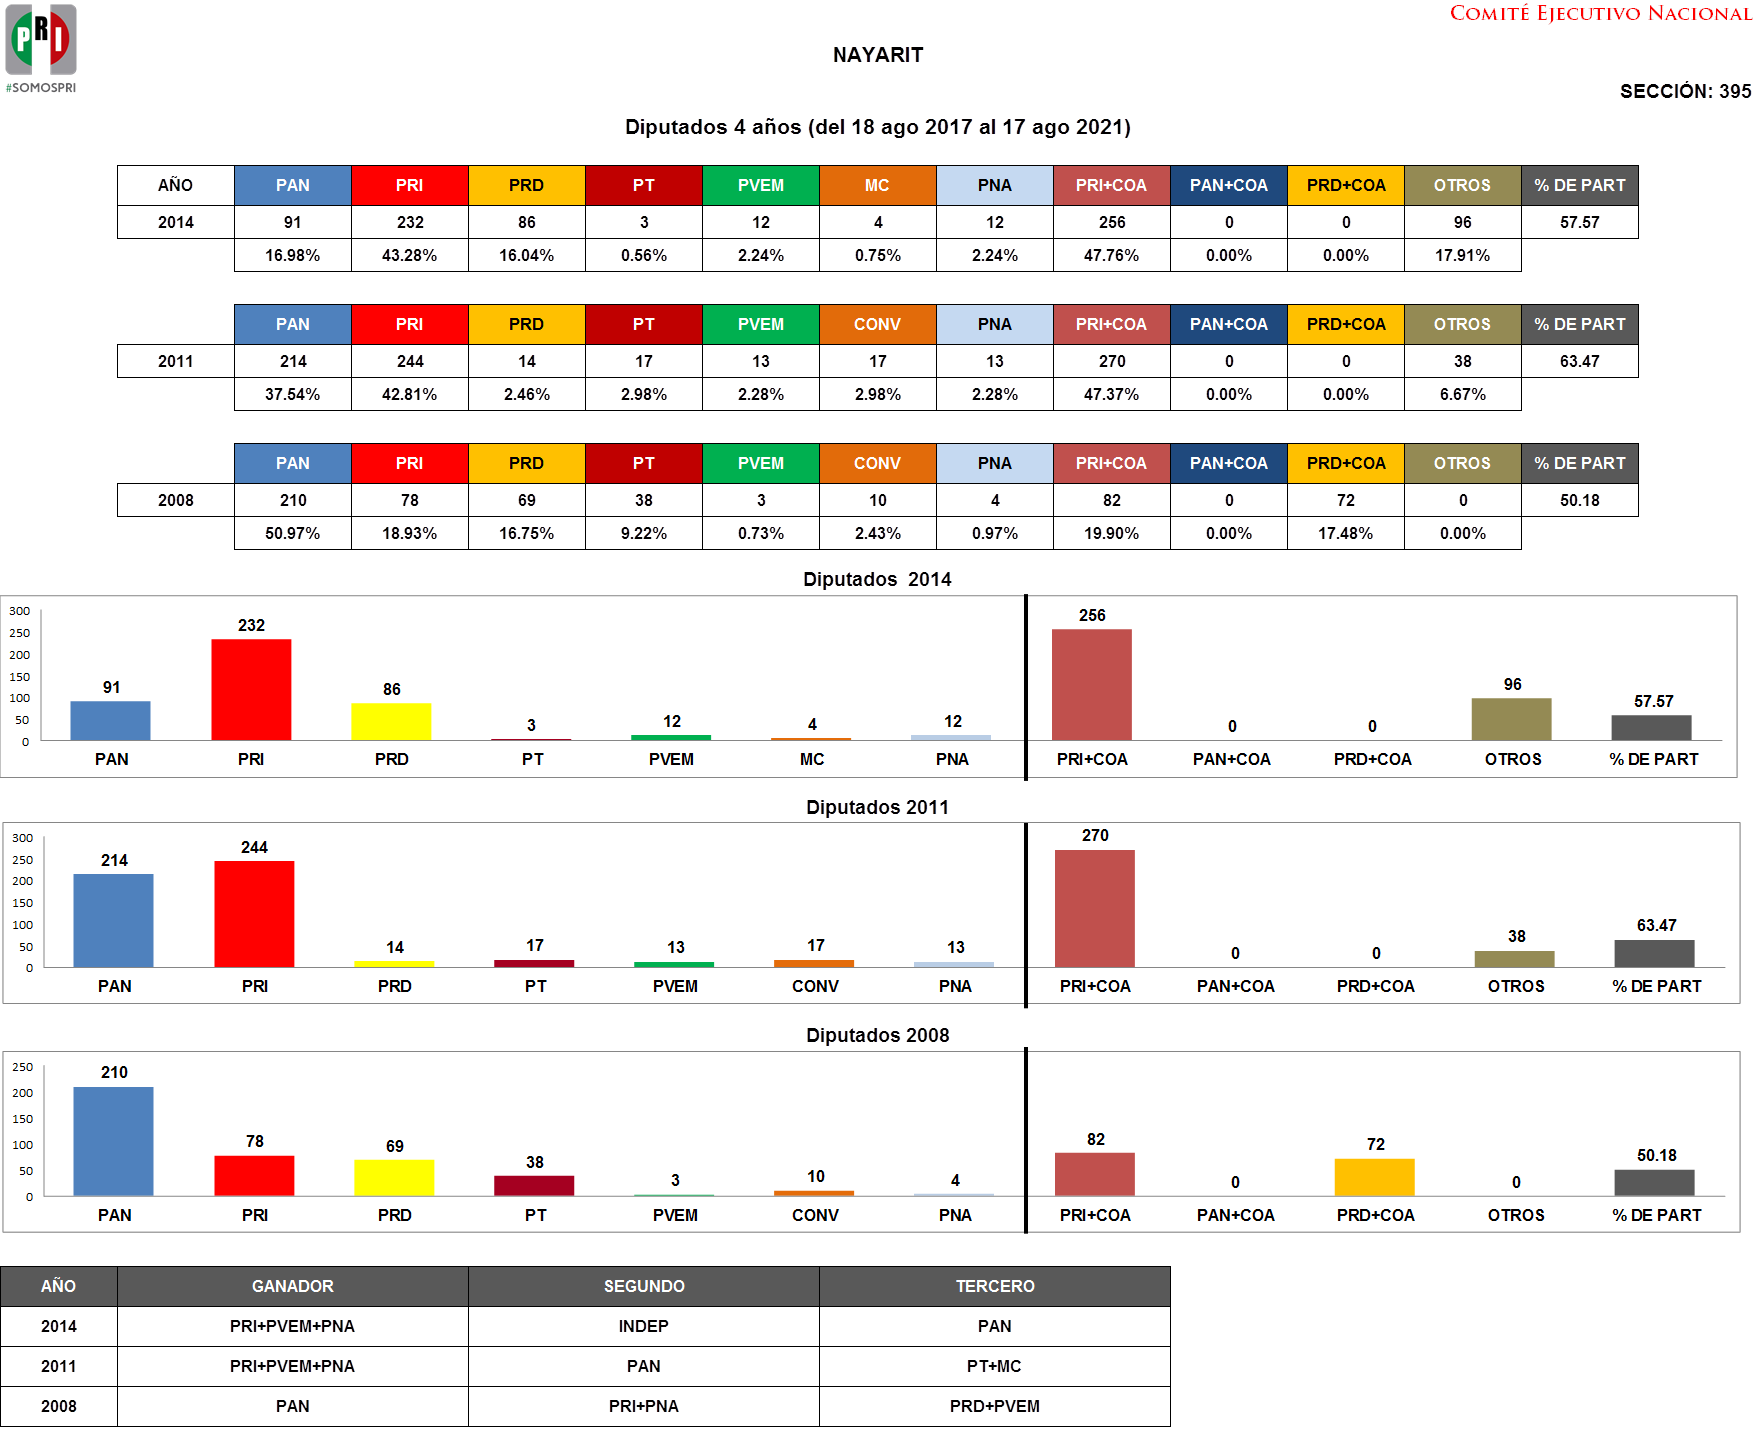 PRI
#SOMOSPRI
COMITÉ EJECUTIVO NACIONAL
NAYARIT
SECCIÓN: 395
Diputados 4 años (del 18 ago 2017 al 17 ago 2021)
AÑO PAN PRI PRD PT PVEM MC PNA PRI+COA PAN+COA PRD+COA OTROS % DE PART
2014 91 232 86 3 12 4 12 256 0 0 96 57.57
16.98% 43.28% 16.04% 0.56% 2.24% 0.75% 2.24% 47.76% 0.00% 0.00% 17.91%
PAN PRI PRD PT PVEM CONV PNA PRI+COA PAN+COA PRD+COA OTROS % DE PART
2011 214 244 14 17 13 17 13 270 0 0 38 63.47
37.54% 42.81% 2.46% 2.98% 2.28% 2.98% 2.28% 47.37% 0.00% 0.00% 6.67%
PAN PRI PRD PT PVEM CONV PNA PRI+COA PAN+COA PRD+COA OTROS % DE PART
2008 210 78 69 38 3 10 4 82 0 72 0 50.18
50.97% 18.93% 16.75% 9.22% 0.73% 2.43% 0.97% 19.90% 0.00% 17.48% 0.00%
Diputados 2014
300
250
200
150
100
50
0
91 232 86 3 12 4 12 256 0 0 96 57.57
PAN PRI PRD PT PVEM MC PNA PRI+COA PAN+COA PRD+COA OTROS % DE PART
Diputados 2011
300
250
200
150
100
50
0
214 244 14 17 13 17 13 270 0 0 38 63.47
PAN PRI PRD PT PVEM CONV PNA PRI+COA PAN+COA PRD+COA OTROS % DE PART
Diputados 2008
250
200
150
100
50
0
210 78 69 38 3 10 4 82 0 72 0 50.18
PAN PRI PRD PT PVEM CONV PNA PRI+COA PAN+COA PRD+COA OTROS % DE PART
AÑO GANADOR SEGUNDO TERCERO
2014 PRI+PVEM+PNA INDEP PAN
2011 PRI+PVEM+PNA PAN PT+MC
2008 PAN PRI+PNA PRD+PVEM